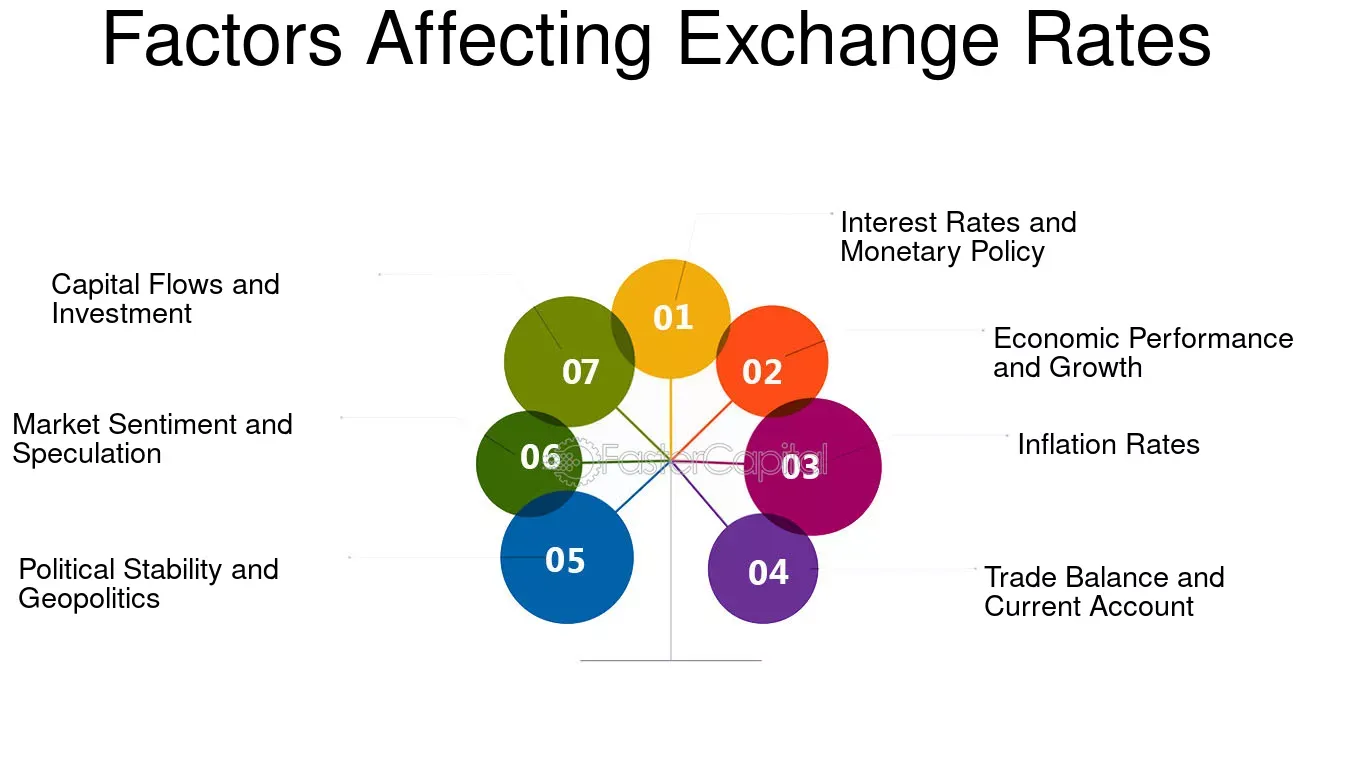 Factors Affecting Exchange Rates
01
Interest Rates and
Monetary Policy
02
Economic Performance
and Growth
03
Inflation Rates
04
Trade Balance and
Current Account
05
Political Stability and
Geopolitics
06
Market Sentiment and
Speculation
07
Capital Flows and
Investment
FasterCapital